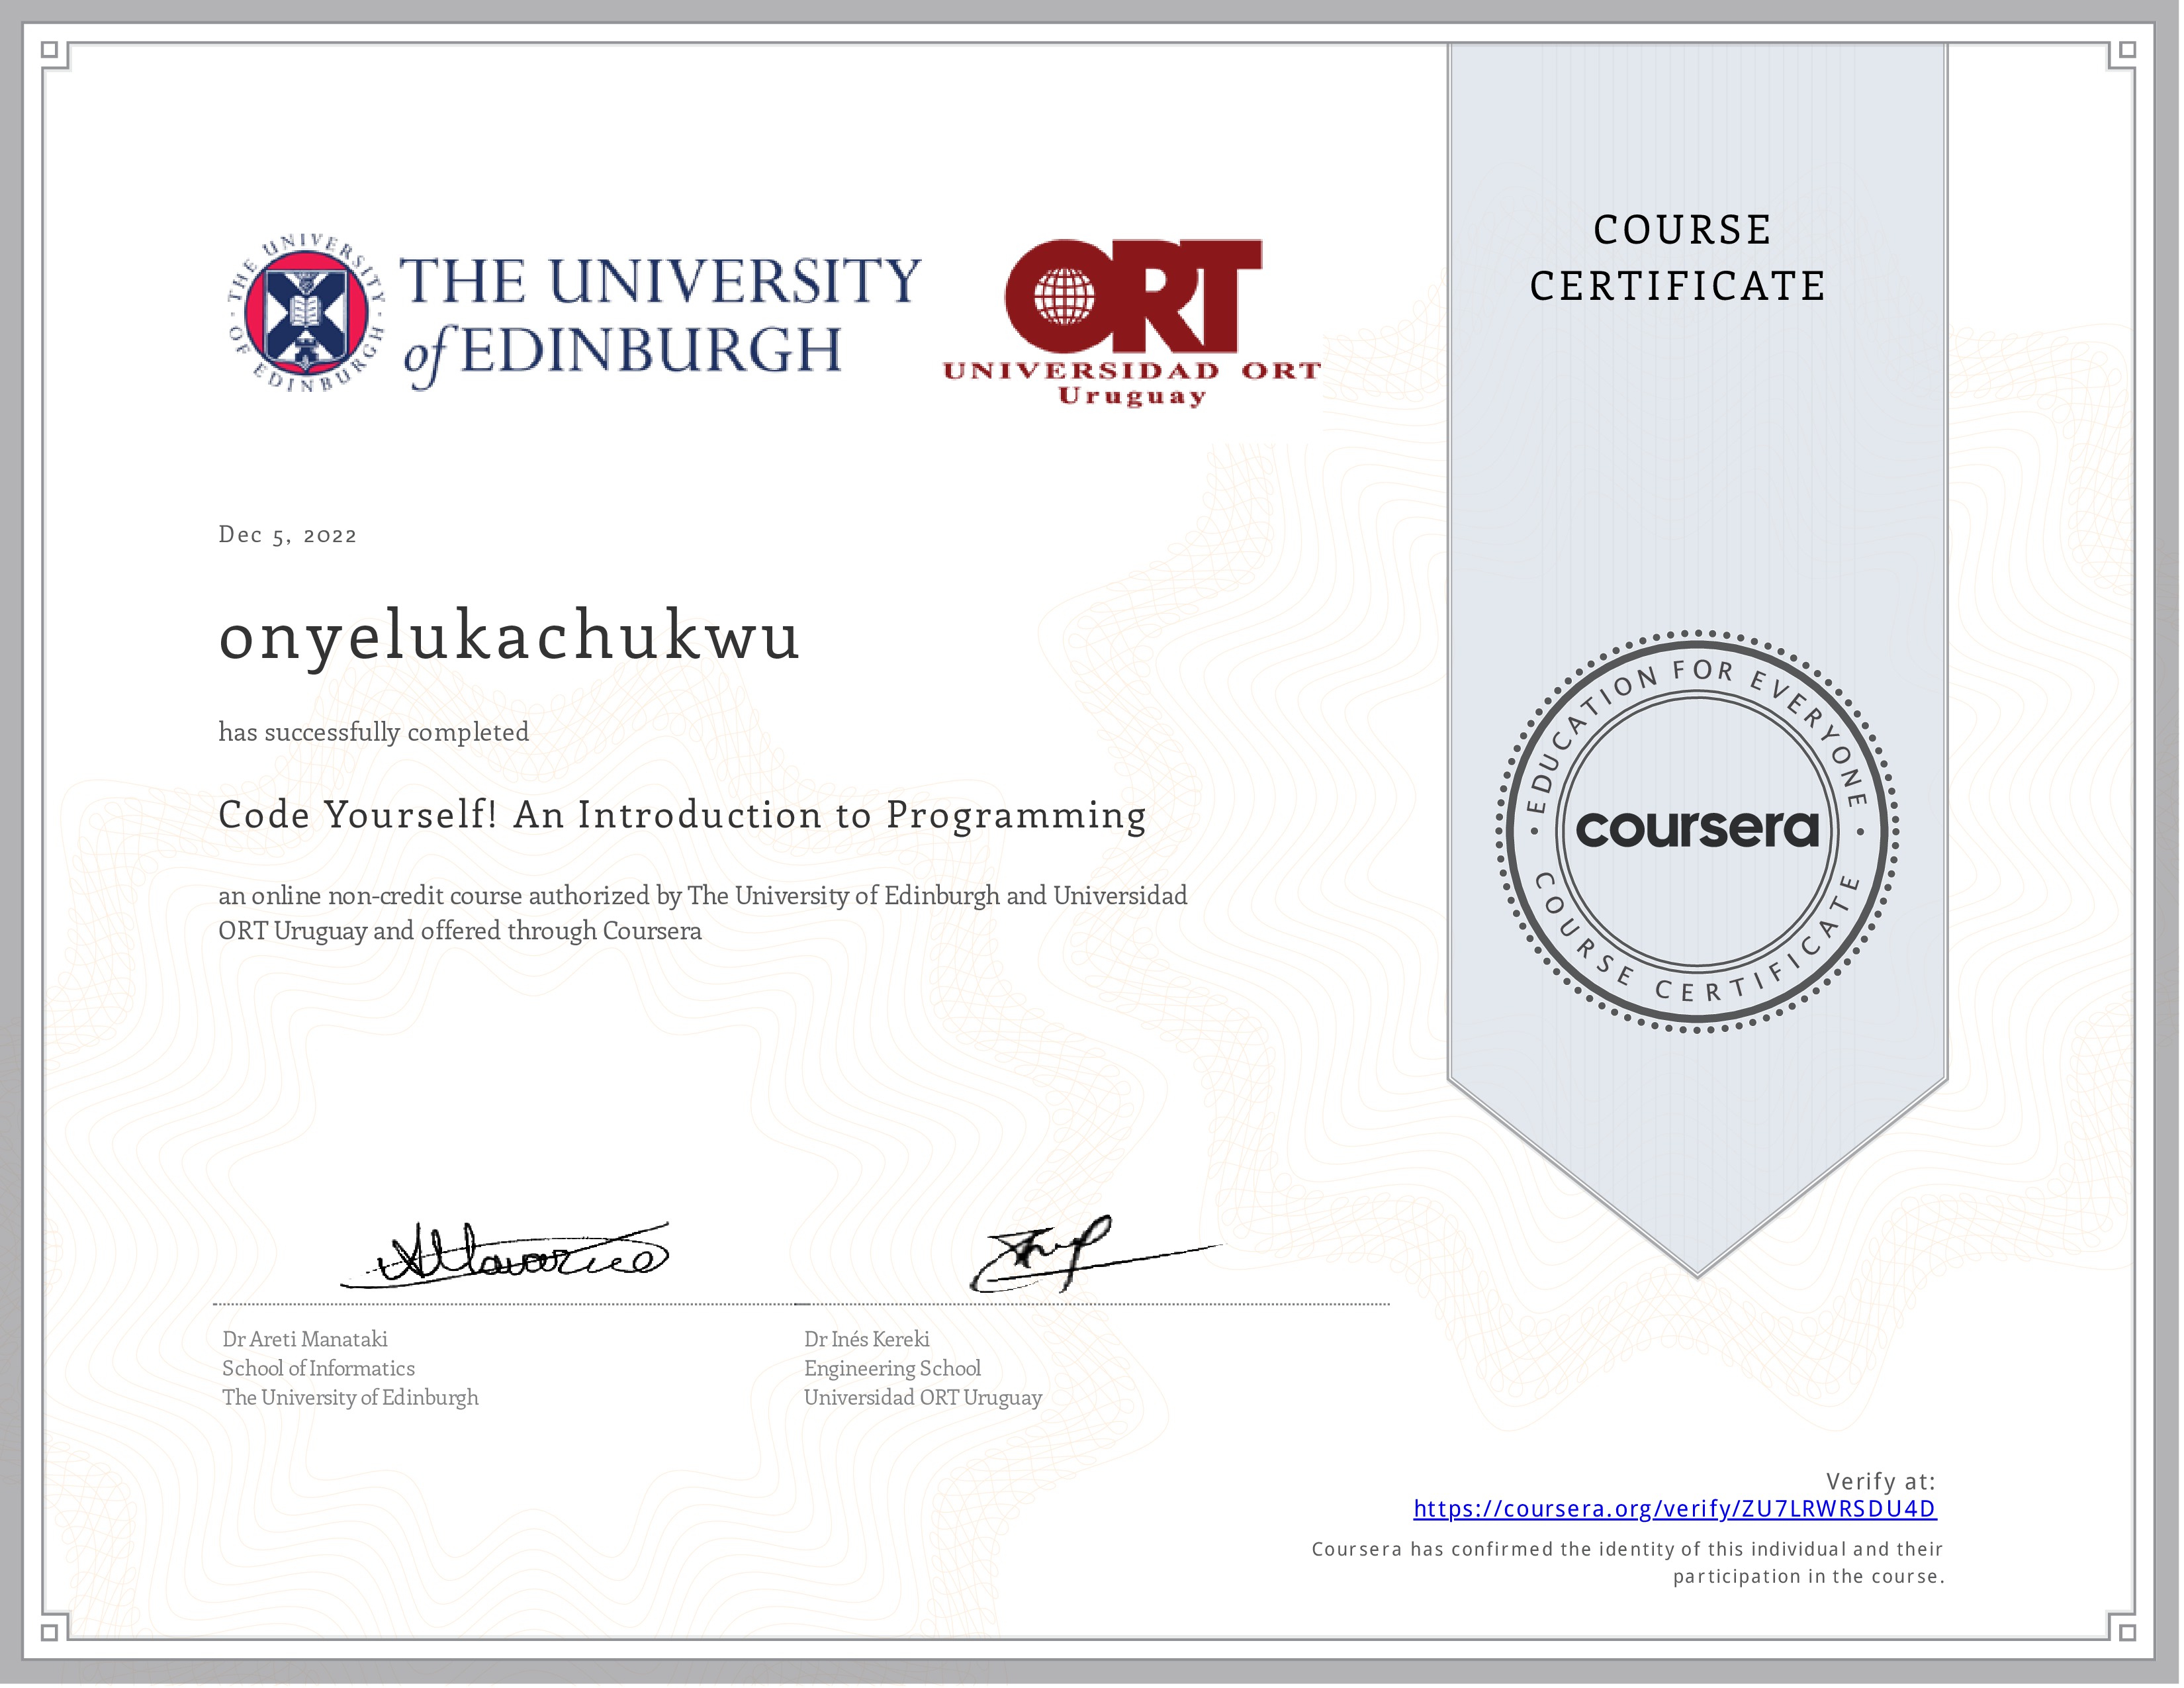 THE UNIVERSITY OF EDINBURGH
THE UNIVERSITY
of EDINBURGH
ORT
UNIVERSIDAD ORT
Uruguay
COURSE
CERTIFICATE
Dec 5, 2022
onyelukachukwu
has successfully completed
Code Yourself! An Introduction to Programming
an online non-credit course authorized by The University of Edinburgh and Universidad
ORT Uruguay and offered through Coursera
EDUCATION FOR EVERYONE
coursera
COURSE CERTIFICATE
Dr Areti Manataki
School of Informatics
The University of Edinburgh
Dr Inés Kereki
Engineering School
Universidad ORT Uruguay
Verify at:
https://coursera.org/verify/ZU7LRWRSDU4D
Coursera has confirmed the identity of this individual and their
participation in the course.